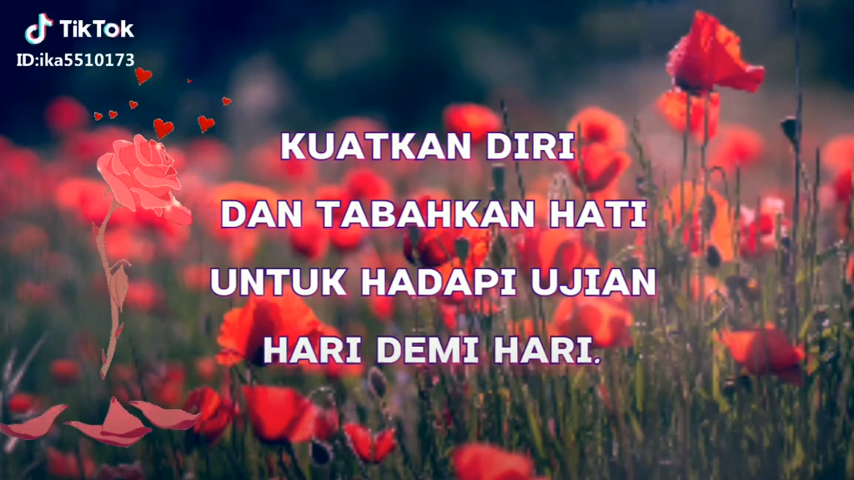 TikTok
ID:ika5510173
KUATKAN DIRI
DAN TABAHKAN HATI
UNTUK HADAPI UJIAN
HARI DEMI HARI.